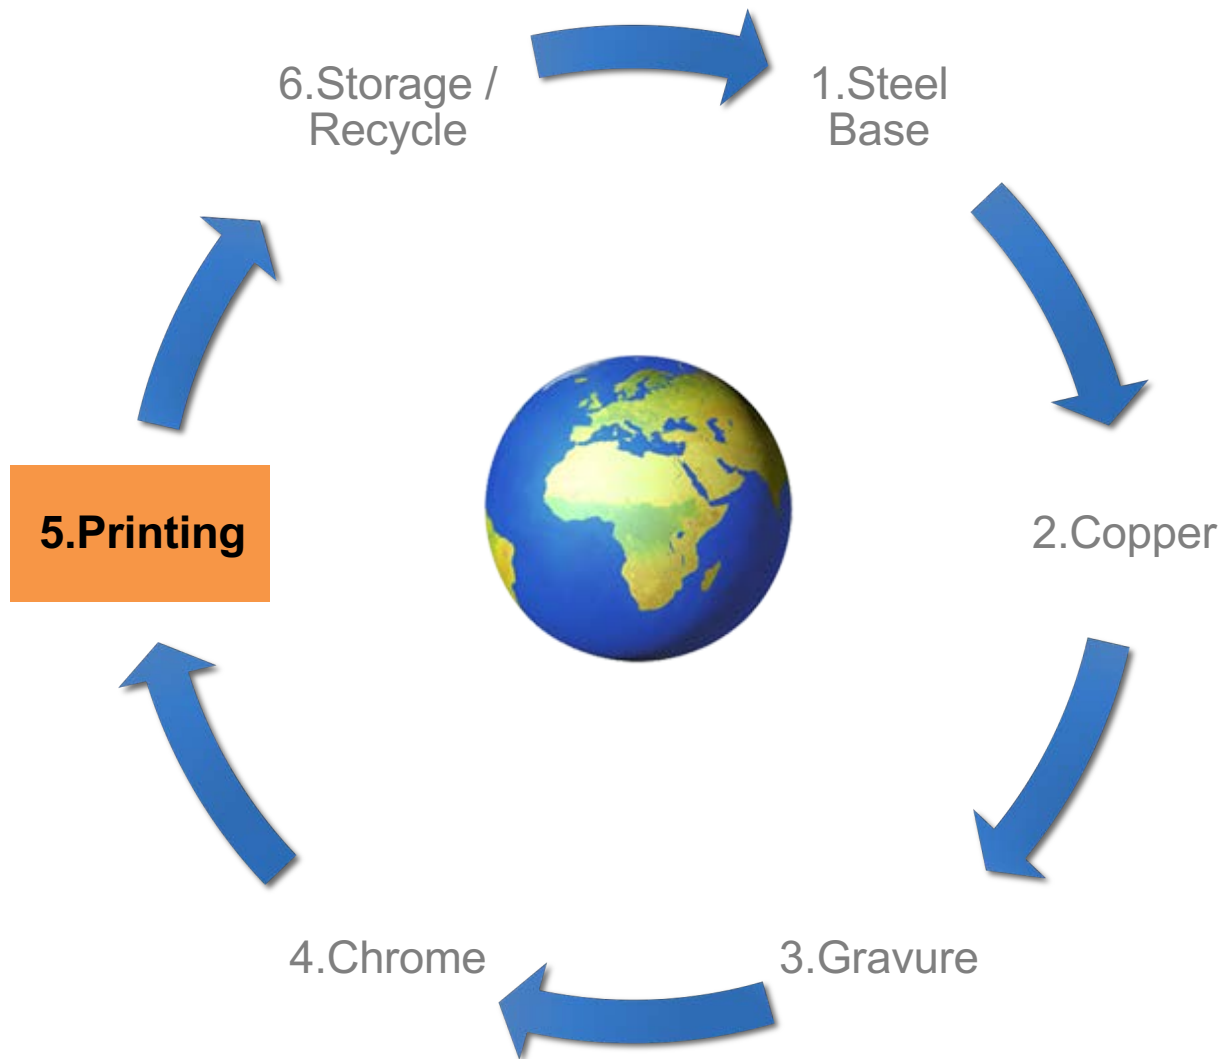 6.Storage /
Recycle
1.Steel
Base
5.Printing
2.Copper
4.Chrome
3.Gravure